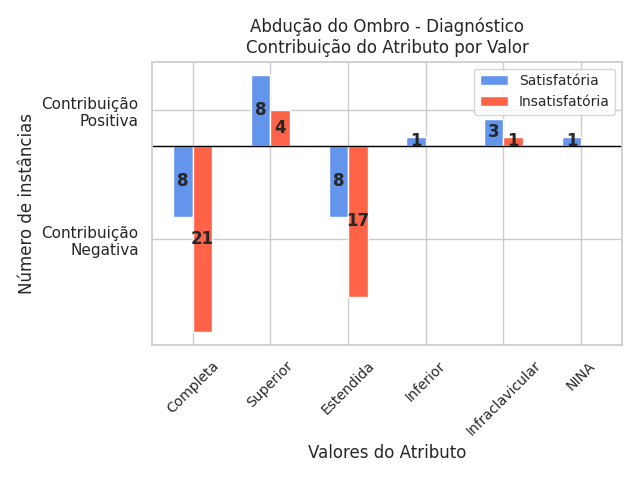 Abdução do Ombro - Diagnóstico
Contribuição do Atributo por Valor
Satisfatória
Insatisfatória
Contribuição
Positiva
Contribuição
Negativa
Número de instâncias
8
21
8
4
8
17
1
3
1
1
Completa
Superior
Estendida
Inferior
Infraclavicular
NINA
Valores do Atributo